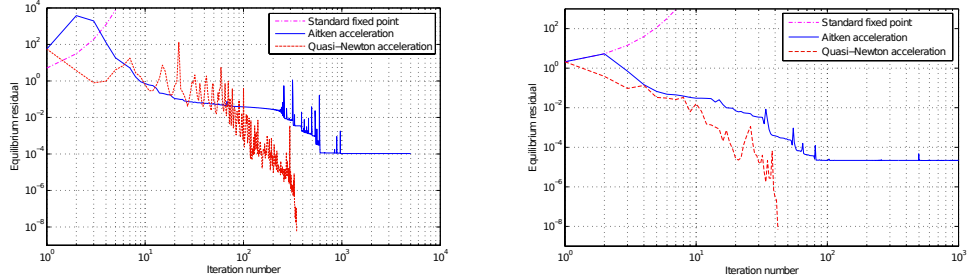 10^4
10^2
10^0
10^-2
10^-4
10^-6
10^-8
Equilibrium residual
Standard fixed point
Aitken acceleration
Quasi-Newton acceleration
10^0
10^1
10^2
10^3
10^4
Iteration number
10^2
10^0
10^-2
10^-4
10^-6
10^-8
Equilibrium residual
Standard fixed point
Aitken acceleration
Quasi-Newton acceleration
10^0
10^1
10^2
10^3
Iteration number